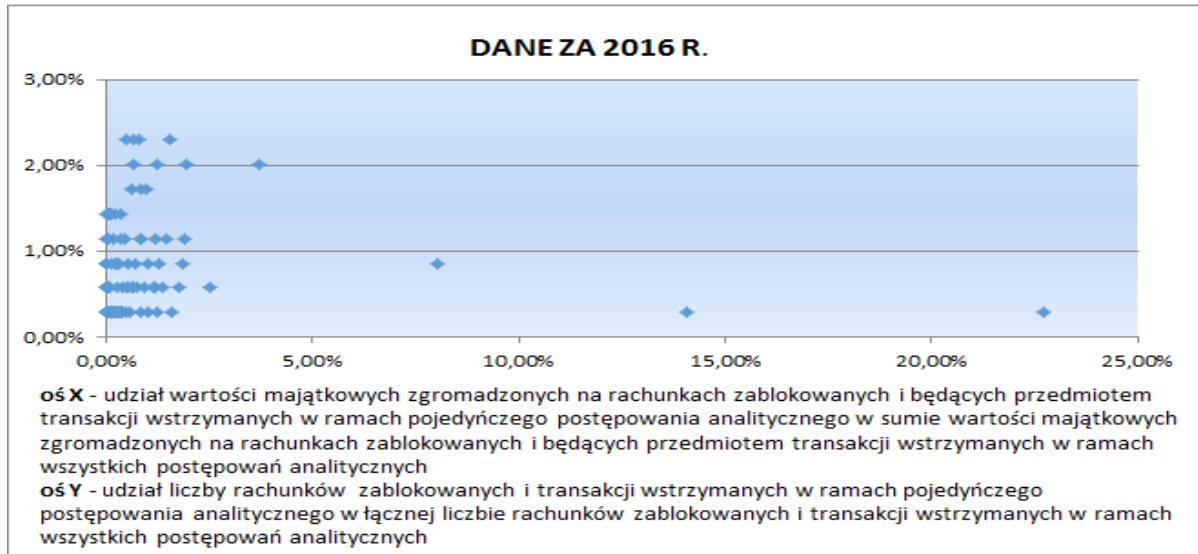 DANE ZA 2016 R.
3,00%
2,00%
1,00%
0,00%
0,00% 5,00% 10,00% 15,00% 20,00% 25,00%
oś X - udział wartości majątkowych zgromadzonych na rachunkach zablokowanych i będących przedmiotem
transakcji wstrzymanych w ramach pojedyńczego postępowania analitycznego w sumie wartości majątkowych
zgromadzonych na rachunkach zablokowanych i będących przedmiotem transakcji wstrzymanych w ramach
wszystkich postępowań analitycznych
oś Y - udział liczby rachunków zablokowanych i transakcji wstrzymanych w ramach pojedyńczego
postępowania analitycznego w łącznej liczbie rachunków zablokowanych i transakcji wstrzymanych w ramach
wszystkich postępowań analitycznych